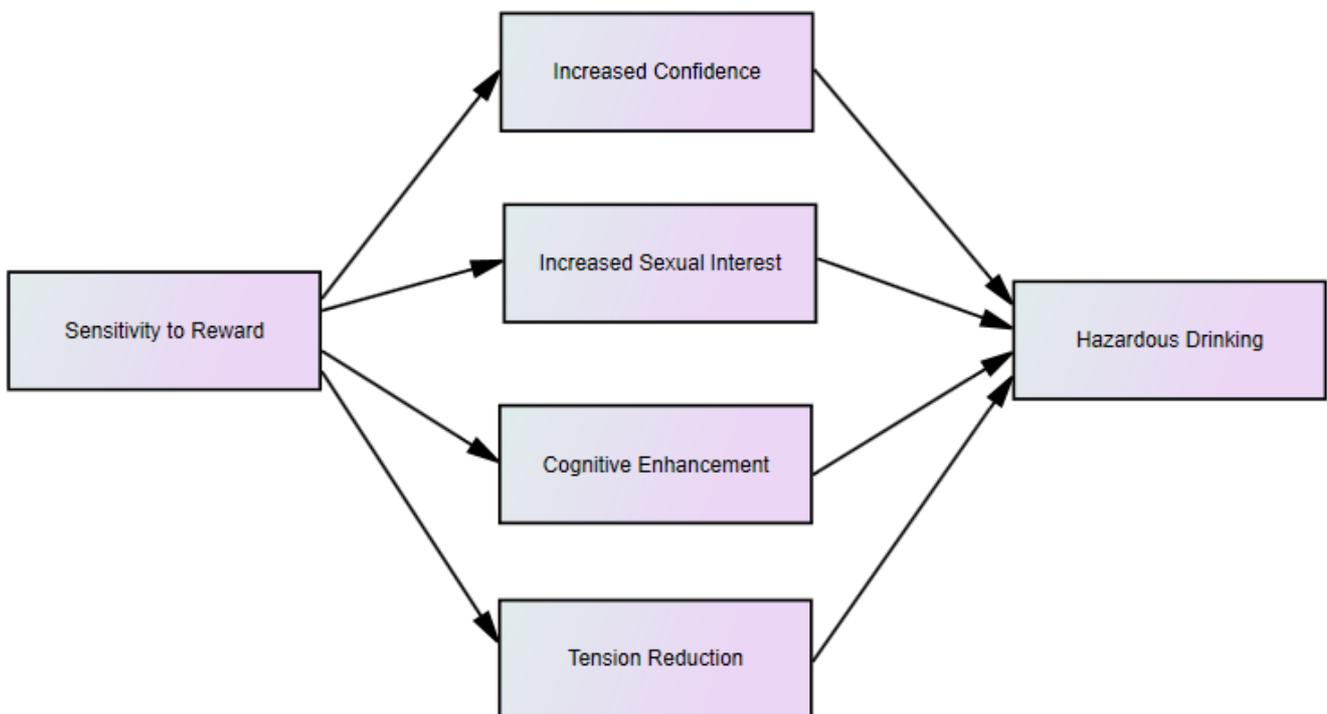 Increased Confidence
Increased Sexual Interest
Sensitivity to Reward
Hazardous Drinking
Cognitive Enhancement
Tension Reduction